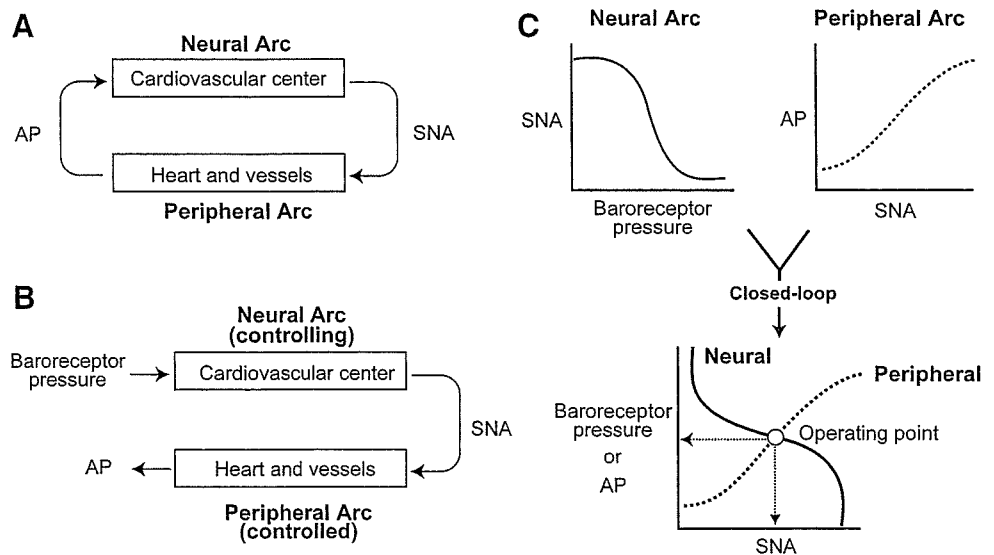 A
Neural Arc
Cardiovascular center
AP
SNA
Heart and vessels
Peripheral Arc
B
Neural Arc
(controlling)
Baroreceptor
pressure
Cardiovascular center
SNA
AP
Heart and vessels
Peripheral Arc
(controlled)
C
Neural Arc
SNA
Baroreceptor
pressure
Peripheral Arc
AP
SNA
Closed-loop
Neural
Peripheral
Baroreceptor
pressure
or
AP
Operating point
SNA